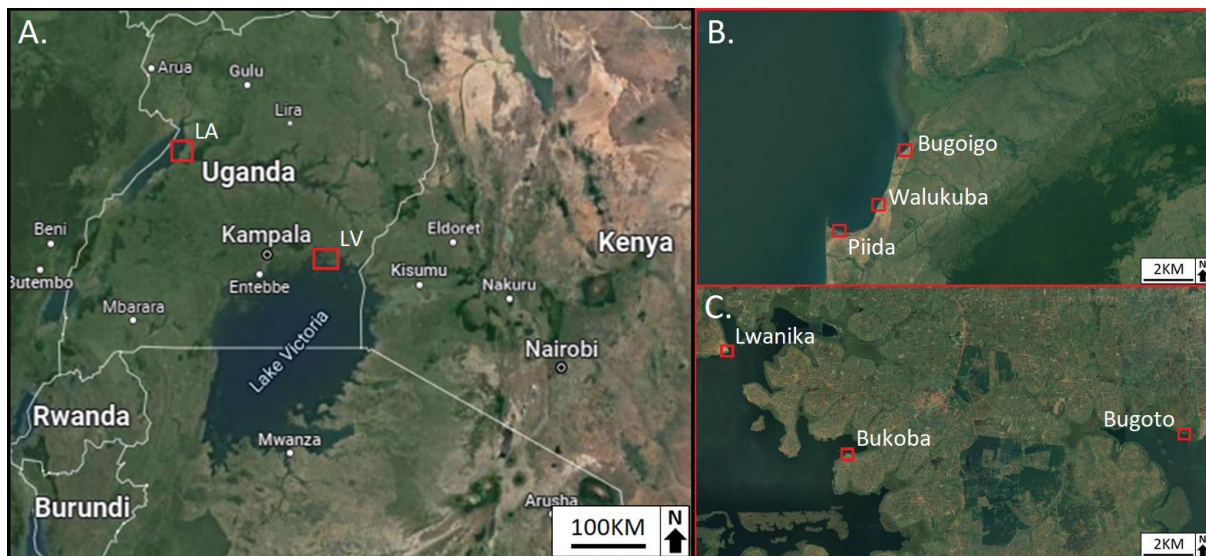 A.
Arua
Gulu
Lira
LA
Uganda
Beni
Butembo
Kampala
LV
Entebbe
Mbarara
Eldoret
Kisumu
Kenya
Nakuru
Lake Victoria
Nairobi
Rwanda
Mwanza
Burundi
Arusha
100KM
N
B.
Bugoigo
Walukuba
Piida
2KM
N
C.
Lwanika
Bukoba
Bugoto
2KM
N